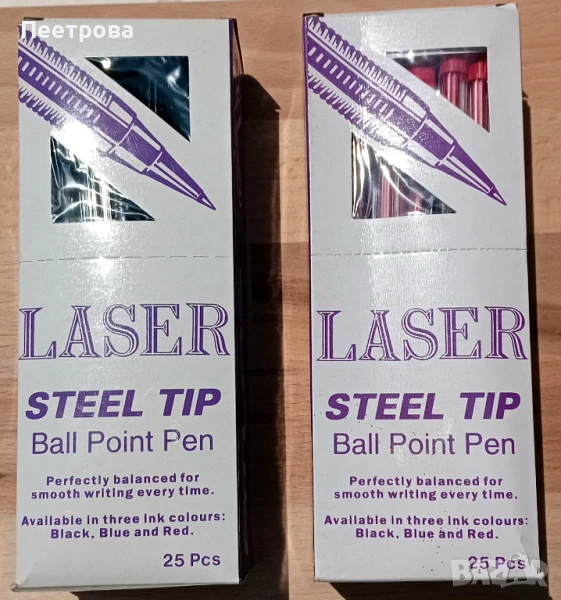 Пеетрова
LASER
STEEL TIP
Ball Point Pen
Perfectly balanced for
smooth writing every time.
Available in three Ink colours:
Black, Blue and Red.
25 Pcs
LASER
STEEL TIP
Ball Point Pen
Perfectly balanced for
smooth writing every time.
Available in three Ink colours:
Black, Blue and Red.
25 Pcs
BAZAR